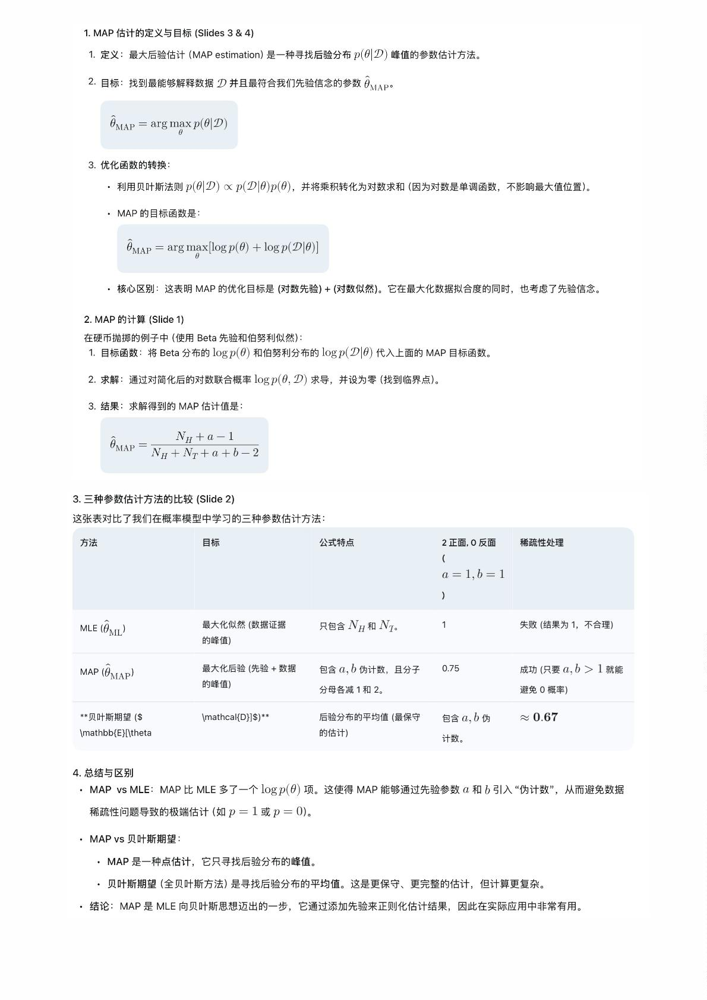 1. MAP 估计的定义与目标 (Slides 3 & 4)
1. 定义：最大后验估计（MAP estimation）是一种寻找后验分布 p(θ|𝒟) 峰值的参数估计方法。
2. 目标：找到最能够解释数据 𝒟 并且最符合我们先验信念的参数 θ̂_MAP。
θ̂_MAP = arg max_θ p(θ|𝒟)
3. 优化函数的转换：
• 利用贝叶斯法则 p(θ|𝒟) ∝ p(𝒟|θ)p(θ)，并将乘积转化为对数求和（因为对数是单调函数，不影响最大值位置）。
• MAP 的目标函数是：
θ̂_MAP = arg max_θ [log p(θ) + log p(𝒟|θ)]
• 核心区别：这表明 MAP 的优化目标是 (对数先验) + (对数似然)。它在最大化数据拟合度的同时，也考虑了先验信念。
2. MAP 的计算 (Slide 1)
在硬币抛掷的例子中（使用 Beta 先验和伯努利似然）：
1. 目标函数：将 Beta 分布的 log p(θ) 和伯努利分布的 log p(𝒟|θ) 代入上面的 MAP 目标函数。
2. 求解：通过对简化后的对数联合概率 log p(θ, 𝒟) 求导，并设为零（找到临界点）。
3. 结果：求解得到的 MAP 估计值是：
θ̂_MAP = (N_H + a − 1) / (N_H + N_T + a + b − 2)
3. 三种参数估计方法的比较 (Slide 2)
这张表对比了我们在概率模型中学习的三种参数估计方法：
方法 目标 公式特点 2 正面, 0 反面 稀疏性处理
(
a = 1, b = 1
)
MLE (θ̂_ML) 最大化似然 (数据证据 只包含 N_H 和 N_T。 1 失败 (结果为 1，不合理)
的峰值)
MAP (θ̂_MAP) 最大化后验 (先验 + 数据 包含 a, b 伪计数，且分子 0.75 成功 (只要 a, b > 1 就能
的峰值) 分母各减 1 和 2。 避免 0 概率)
**贝叶斯期望 ($ \mathcal{D}]$)** 后验分布的平均值 (最保守 包含 a, b 伪 ≈ 0.67
\mathbb{E}[\theta 的估计) 计数。
4. 总结与区别
• MAP vs MLE：MAP 比 MLE 多了一个 log p(θ) 项。这使得 MAP 能够通过先验参数 a 和 b 引入“伪计数”，从而避免数据
稀疏性问题导致的极端估计（如 p = 1 或 p = 0）。
• MAP vs 贝叶斯期望：
• MAP 是一种点估计，它只寻找后验分布的峰值。
• 贝叶斯期望（全贝叶斯方法）是寻找后验分布的平均值。这是更保守、更完整的估计，但计算更复杂。
• 结论：MAP 是 MLE 向贝叶斯思想迈出的一步，它通过添加先验来正则化估计结果，因此在实际应用中非常有用。